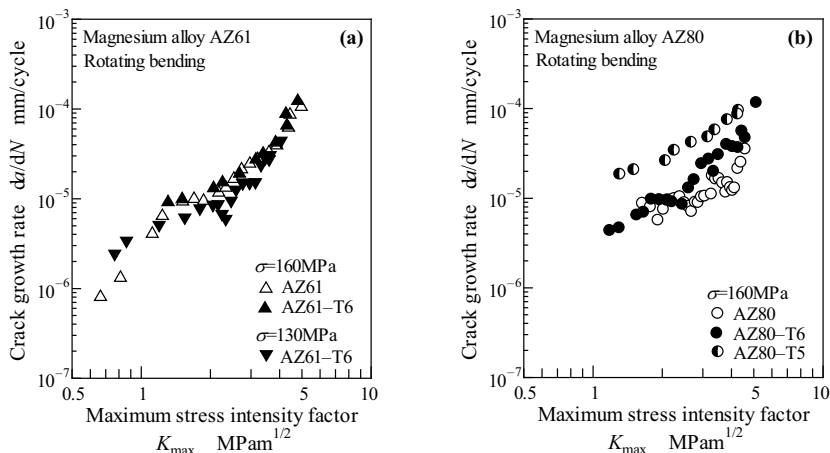 Magnesium alloy AZ61
(a)
Rotating bending
Crack growth rate da/dN mm/cycle
10⁻³
10⁻⁴
10⁻⁵
10⁻⁶
10⁻⁷
σ=160MPa
AZ61
AZ61–T6
σ=130MPa
AZ61–T6
0.5
1
5
10
Maximum stress intensity factor
Kmax MPam^1/2
Magnesium alloy AZ80
(b)
Rotating bending
Crack growth rate da/dN mm/cycle
10⁻³
10⁻⁴
10⁻⁵
10⁻⁶
10⁻⁷
σ=160MPa
AZ80
AZ80–T6
AZ80–T5
0.5
1
5
10
Maximum stress intensity factor
Kmax MPam^1/2